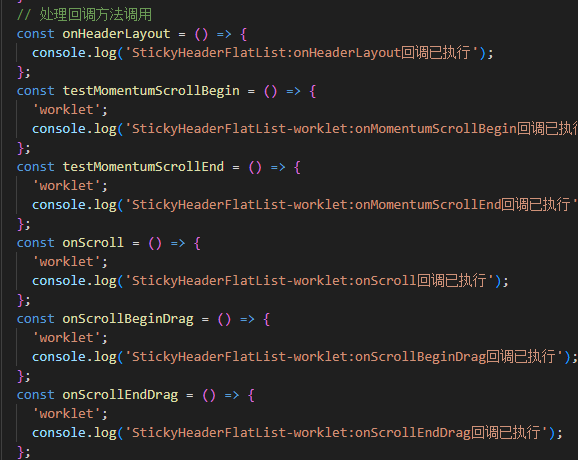 // 处理回调方法调用
const onHeaderLayout = () => {
console.log('StickyHeaderFlatList:onHeaderLayout回调已执行');
};
const testMomentumScrollBegin = () => {
'worklet';
console.log('StickyHeaderFlatList-worklet:onMomentumScrollBegin回调已执行
};
const testMomentumScrollEnd = () => {
'worklet';
console.log('StickyHeaderFlatList-worklet:onMomentumScrollEnd回调已执行'
};
const onScroll = () => {
'worklet';
console.log('StickyHeaderFlatList-worklet:onScroll回调已执行');
};
const onScrollBeginDrag = () => {
'worklet';
console.log('StickyHeaderFlatList-worklet:onScrollBeginDrag回调已执行');
};
const onScrollEndDrag = () => {
'worklet';
console.log('StickyHeaderFlatList-worklet:onScrollEndDrag回调已执行');
};